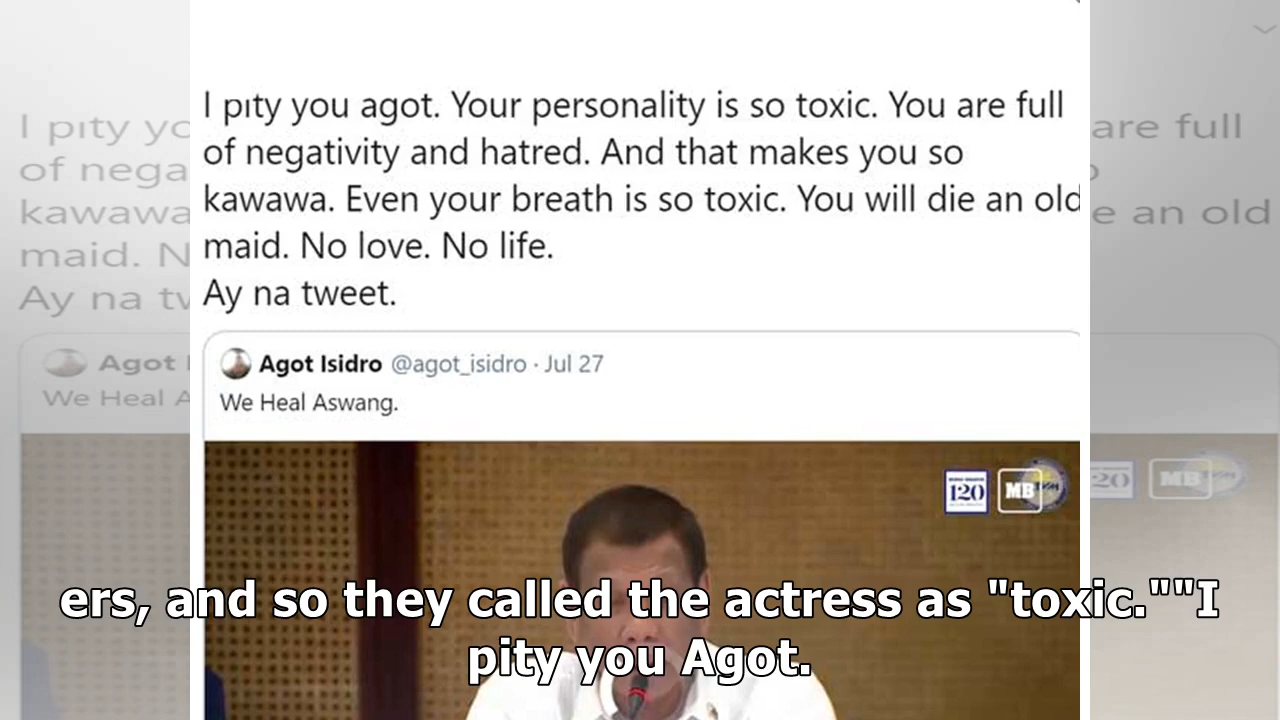 I pity you agot. Your personality is so toxic. You are full
of negativity and hatred. And that makes you so
kawawa. Even your breath is so toxic. You will die an old
maid. No love. No life.
Ay na tweet.
Agot Isidro @agot_isidro · Jul 27
We Heal Aswang.
120 MB
ers, and so they called the actress as "toxic.""I
pity you Agot.